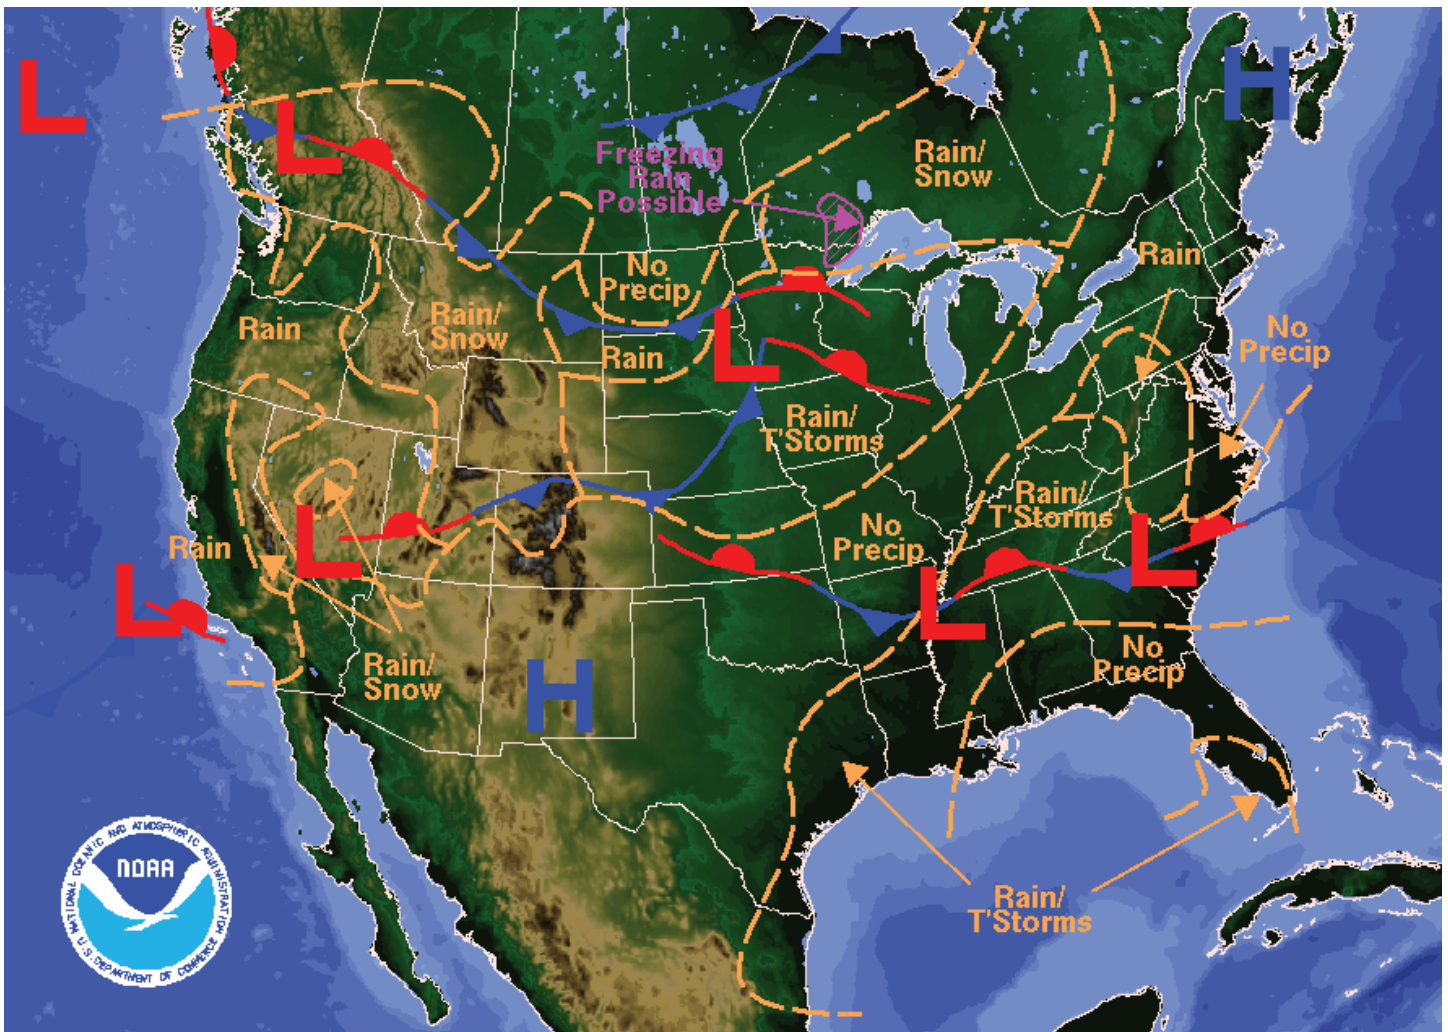 L
L
H
Freezing
Rain
Possible
Rain/
Snow
No
Precip
Rain
Rain
Rain/
Snow
No
Precip
Rain
L
Rain/
T'Storms
Rain/
T'Storms
No
Precip
Rain
L
L
L
L
Rain/
Snow
H
No
Precip
Rain/
T'Storms
NOAA
NATIONAL OCEANIC AND ATMOSPHERIC ADMINISTRATION
U.S. DEPARTMENT OF COMMERCE